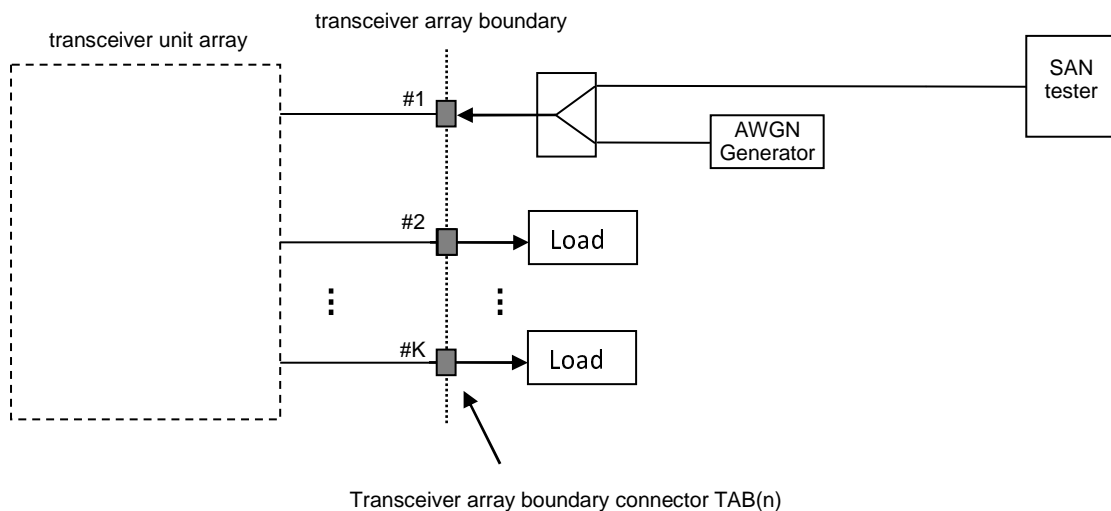 transceiver array boundary
transceiver unit array
SAN
tester
#1
AWGN
Generator
#2
Load
#K
Load
Transceiver array boundary connector TAB(n)